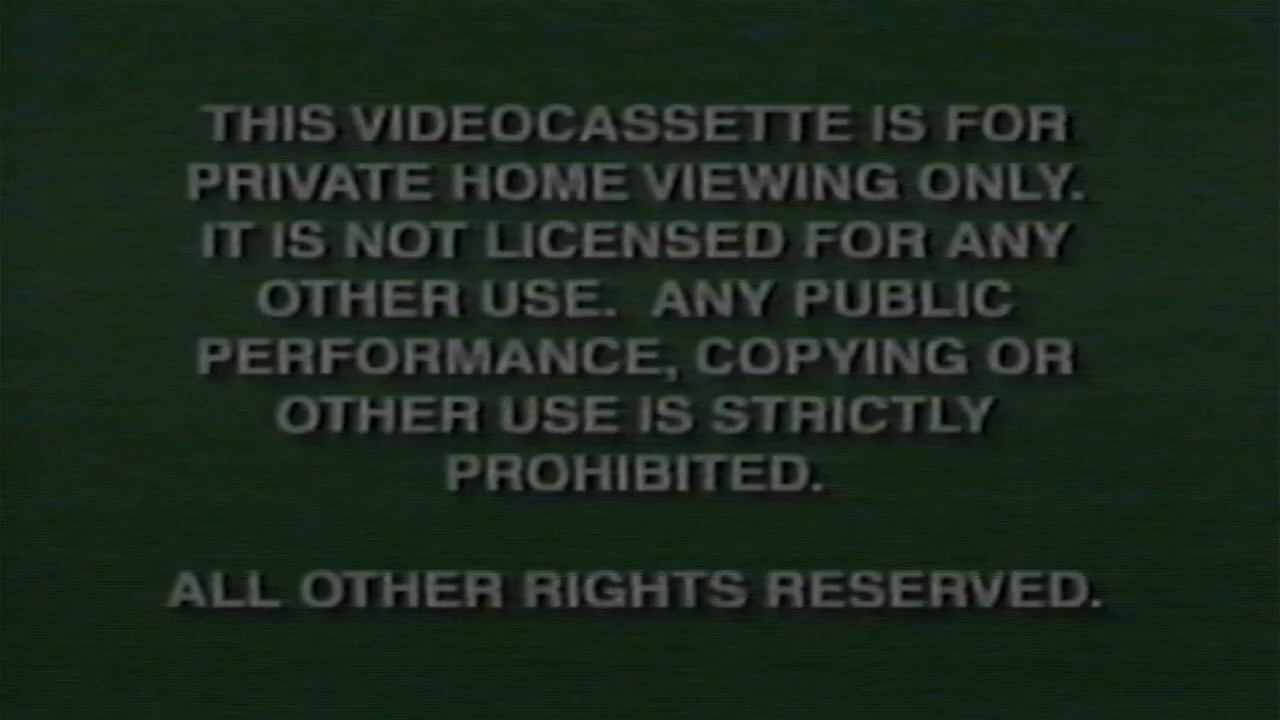 THIS VIDEOCASSETTE IS FOR
PRIVATE HOME VIEWING ONLY.
IT IS NOT LICENSED FOR ANY
OTHER USE.  ANY PUBLIC
PERFORMANCE, COPYING OR
OTHER USE IS STRICTLY
PROHIBITED.
ALL OTHER RIGHTS RESERVED.